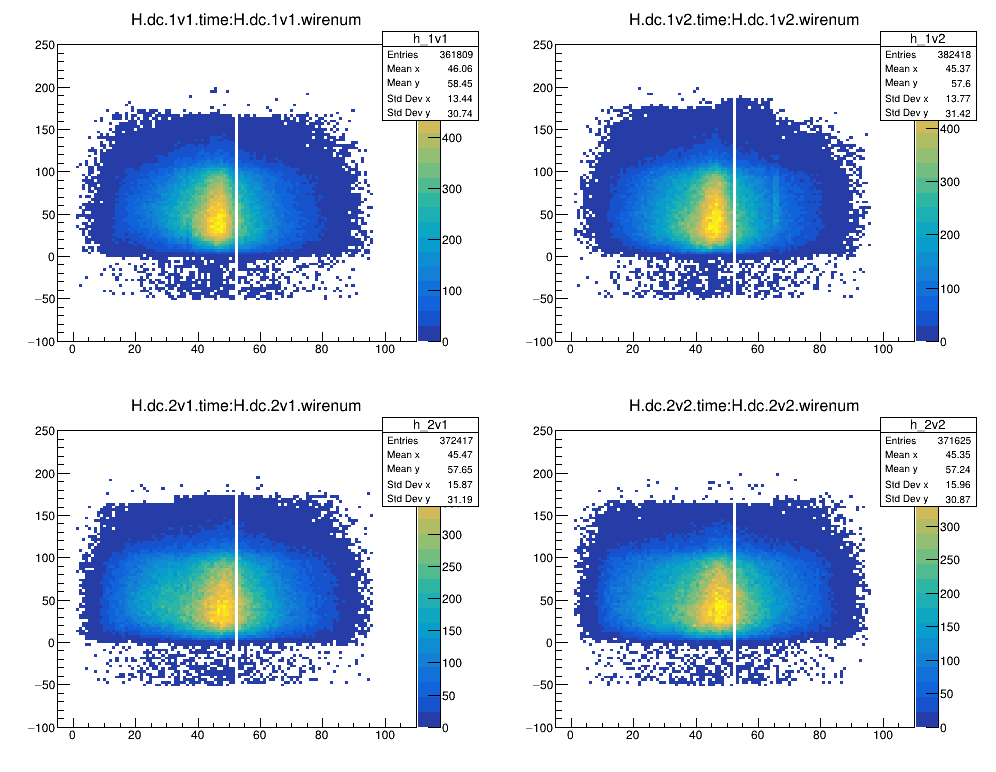 H.dc.1v1.time:H.dc.1v1.wirenum
h_1v1
Entries 361809
Mean x 46.06
Mean y 58.45
Std Dev x 13.44
Std Dev y 30.74
250
200
150
100
50
0
−50
−100
0 20 40 60 80 100
400
300
200
100
0
H.dc.1v2.time:H.dc.1v2.wirenum
h_1v2
Entries 382418
Mean x 45.37
Mean y 57.6
Std Dev x 13.77
Std Dev y 31.42
250
200
150
100
50
0
−50
−100
0 20 40 60 80 100
400
300
200
100
0
H.dc.2v1.time:H.dc.2v1.wirenum
h_2v1
Entries 372417
Mean x 45.47
Mean y 57.65
Std Dev x 15.87
Std Dev y 31.19
250
200
150
100
50
0
−50
−100
0 20 40 60 80 100
300
250
200
150
100
50
0
H.dc.2v2.time:H.dc.2v2.wirenum
h_2v2
Entries 371625
Mean x 45.35
Mean y 57.24
Std Dev x 15.96
Std Dev y 30.87
250
200
150
100
50
0
−50
−100
0 20 40 60 80 100
300
250
200
150
100
50
0